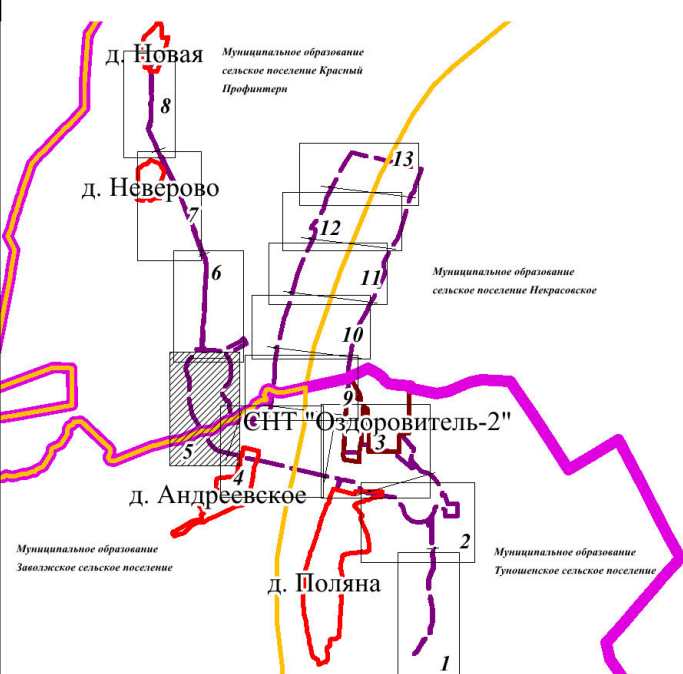 д. Новая
Муниципальное образование
сельское поселение Красный
Профинтерн
8
13
д. Неверово
7
12
6
11
Муниципальное образование
сельское поселение Некрасовское
10
9
СНТ "Оздоровитель-2"
3
5
4
д. Андреевское
2
Муниципальное образование
Заволжское сельское поселение
Муниципальное образование
Туношенское сельское поселение
д. Поляна
1